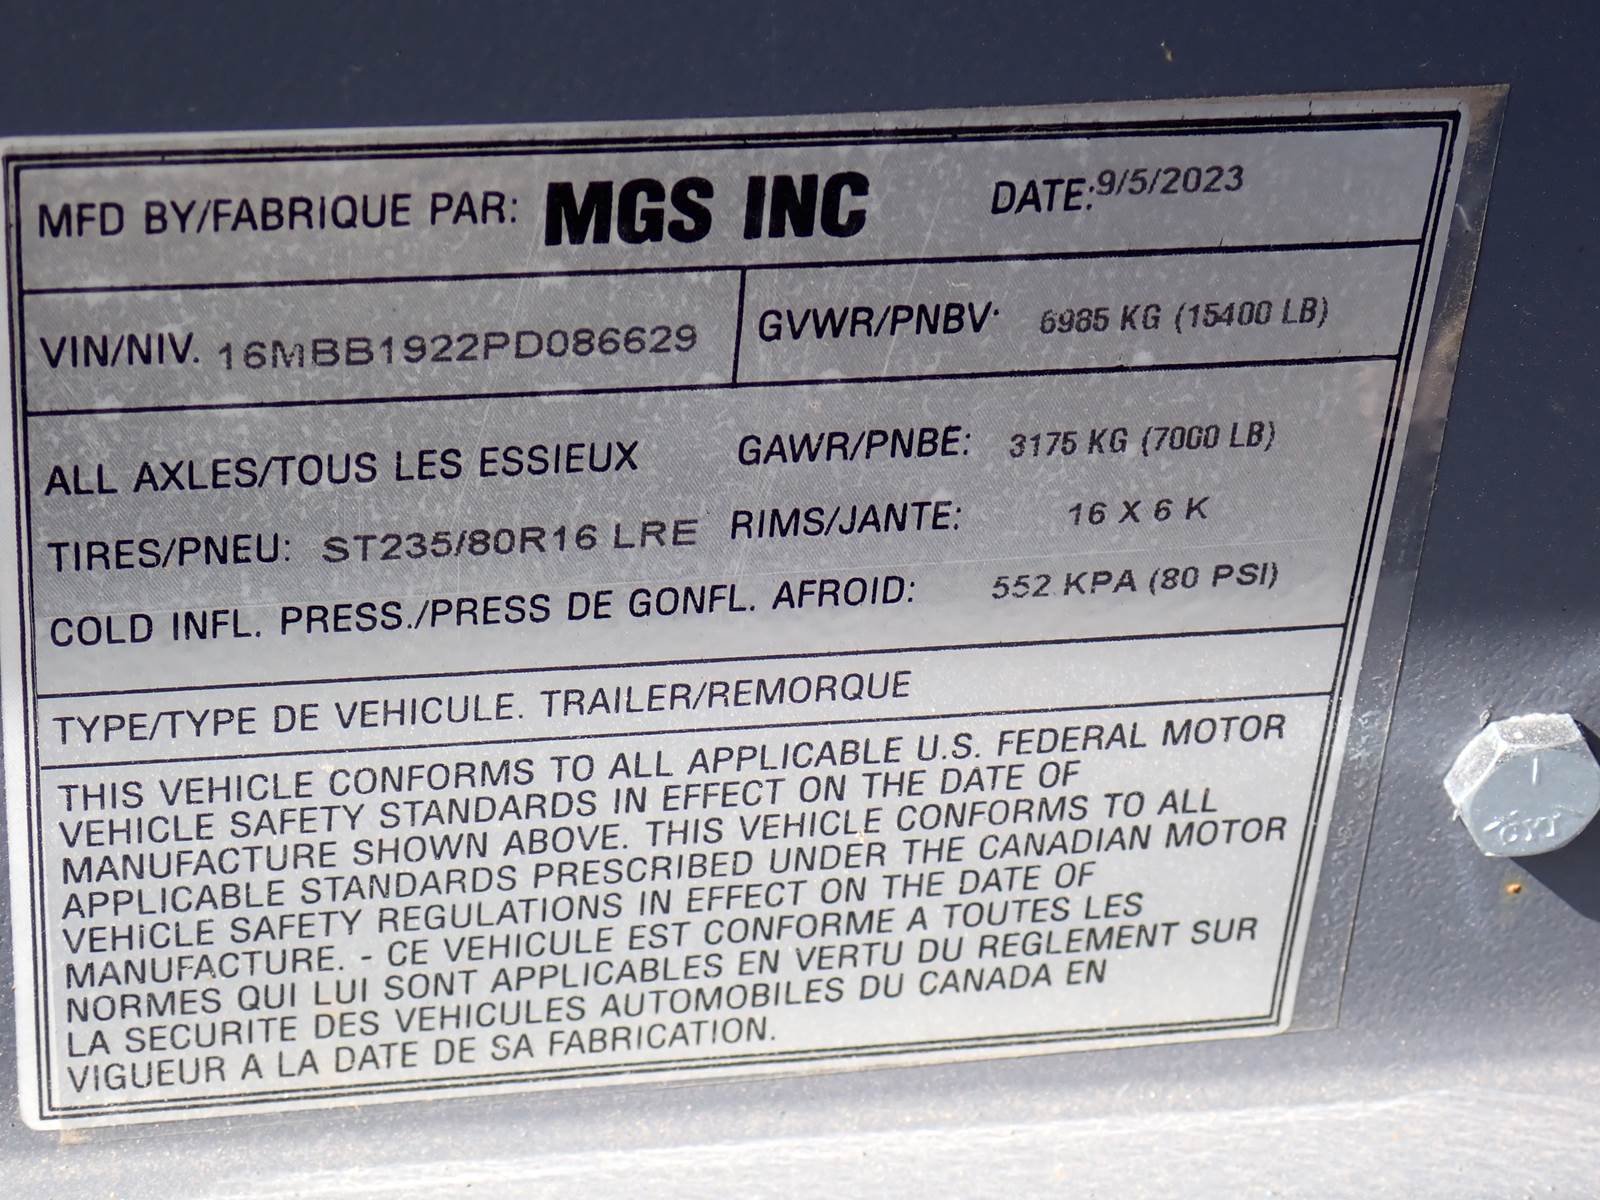 MFD BY/FABRIQUE PAR: MGS INC DATE: 9/5/2023
VIN/NIV. 16MBB1922PD086629 GVWR/PNBV: 6985 KG (15400 LB)
ALL AXLES/TOUS LES ESSIEUX GAWR/PNBE: 3175 KG (7000 LB)
TIRES/PNEU: ST235/80R16 LRE RIMS/JANTE: 16 X 6 K
COLD INFL. PRESS./PRESS DE GONFL. AFROID: 552 KPA (80 PSI)
TYPE/TYPE DE VEHICULE. TRAILER/REMORQUE
THIS VEHICLE CONFORMS TO ALL APPLICABLE U.S. FEDERAL MOTOR
VEHICLE SAFETY STANDARDS IN EFFECT ON THE DATE OF
MANUFACTURE SHOWN ABOVE. THIS VEHICLE CONFORMS TO ALL
APPLICABLE STANDARDS PRESCRIBED UNDER THE CANADIAN MOTOR
VEHICLE SAFETY REGULATIONS IN EFFECT ON THE DATE OF
MANUFACTURE. - CE VEHICULE EST CONFORME A TOUTES LES
NORMES QUI LUI SONT APPLICABLES EN VERTU DU REGLEMENT SUR
LA SECURITE DES VEHICULES AUTOMOBILES DU CANADA EN
VIGUEUR A LA DATE DE SA FABRICATION.